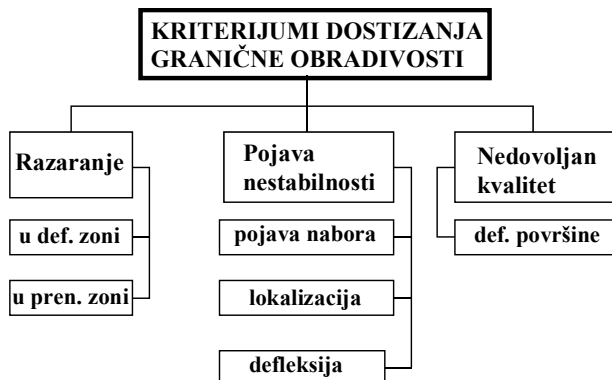 KRITERIJUMI DOSTIZANJA
GRANIČNE OBRADIVOSTI
Razaranje
u def. zoni
u pren. zoni
Pojava
nestabilnosti
pojava nabora
lokalizacija
defleksija
Nedovoljan
kvalitet
def. površine